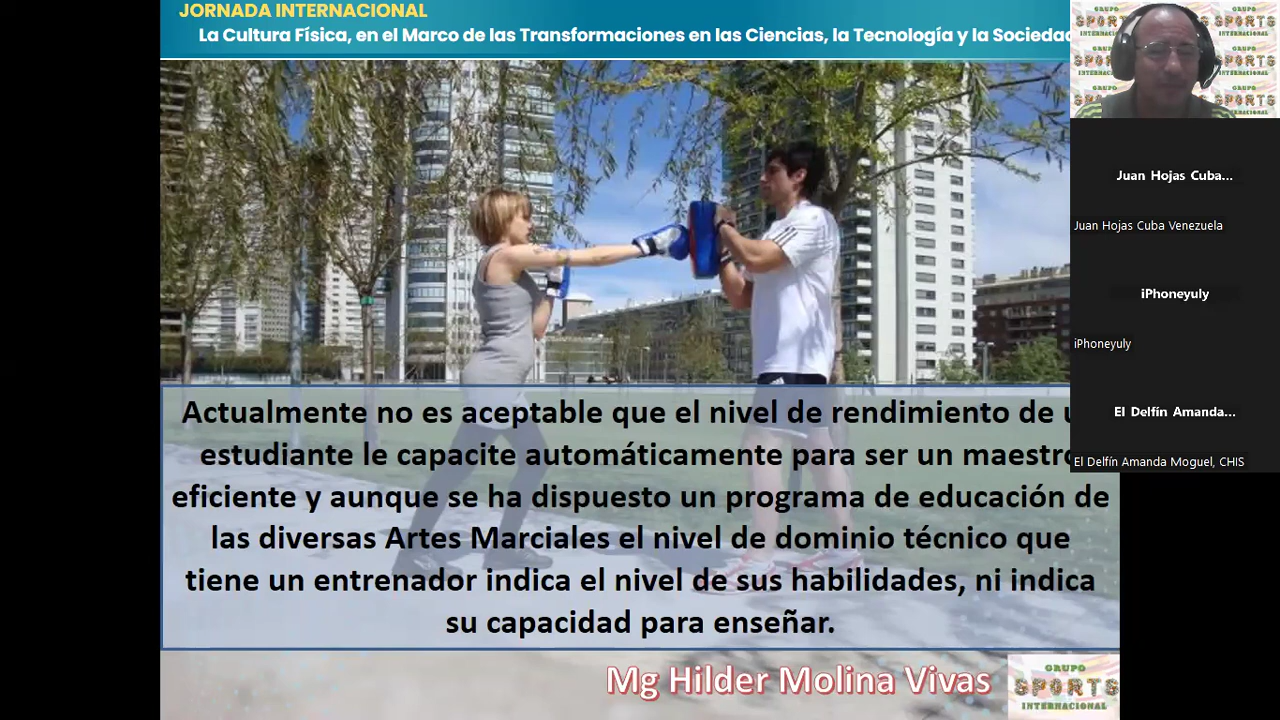 JORNADA INTERNACIONAL
La Cultura Física, en el Marco de las Transformaciones en las Ciencias, la Tecnología y la Sociedad
Actualmente no es aceptable que el nivel de rendimiento de u
estudiante le capacite automáticamente para ser un maestro
eficiente y aunque se ha dispuesto un programa de educación de
las diversas Artes Marciales el nivel de dominio técnico que
tiene un entrenador indica el nivel de sus habilidades, ni indica
su capacidad para enseñar.
Mg Hilder Molina Vivas
GRUPO
SPORTS
INTERNACIONAL
Juan Hojas Cuba...
Juan Hojas Cuba Venezuela
iPhoneyuly
iPhoneyuly
El Delfín Amanda...
El Delfín Amanda Moguel, CHIS